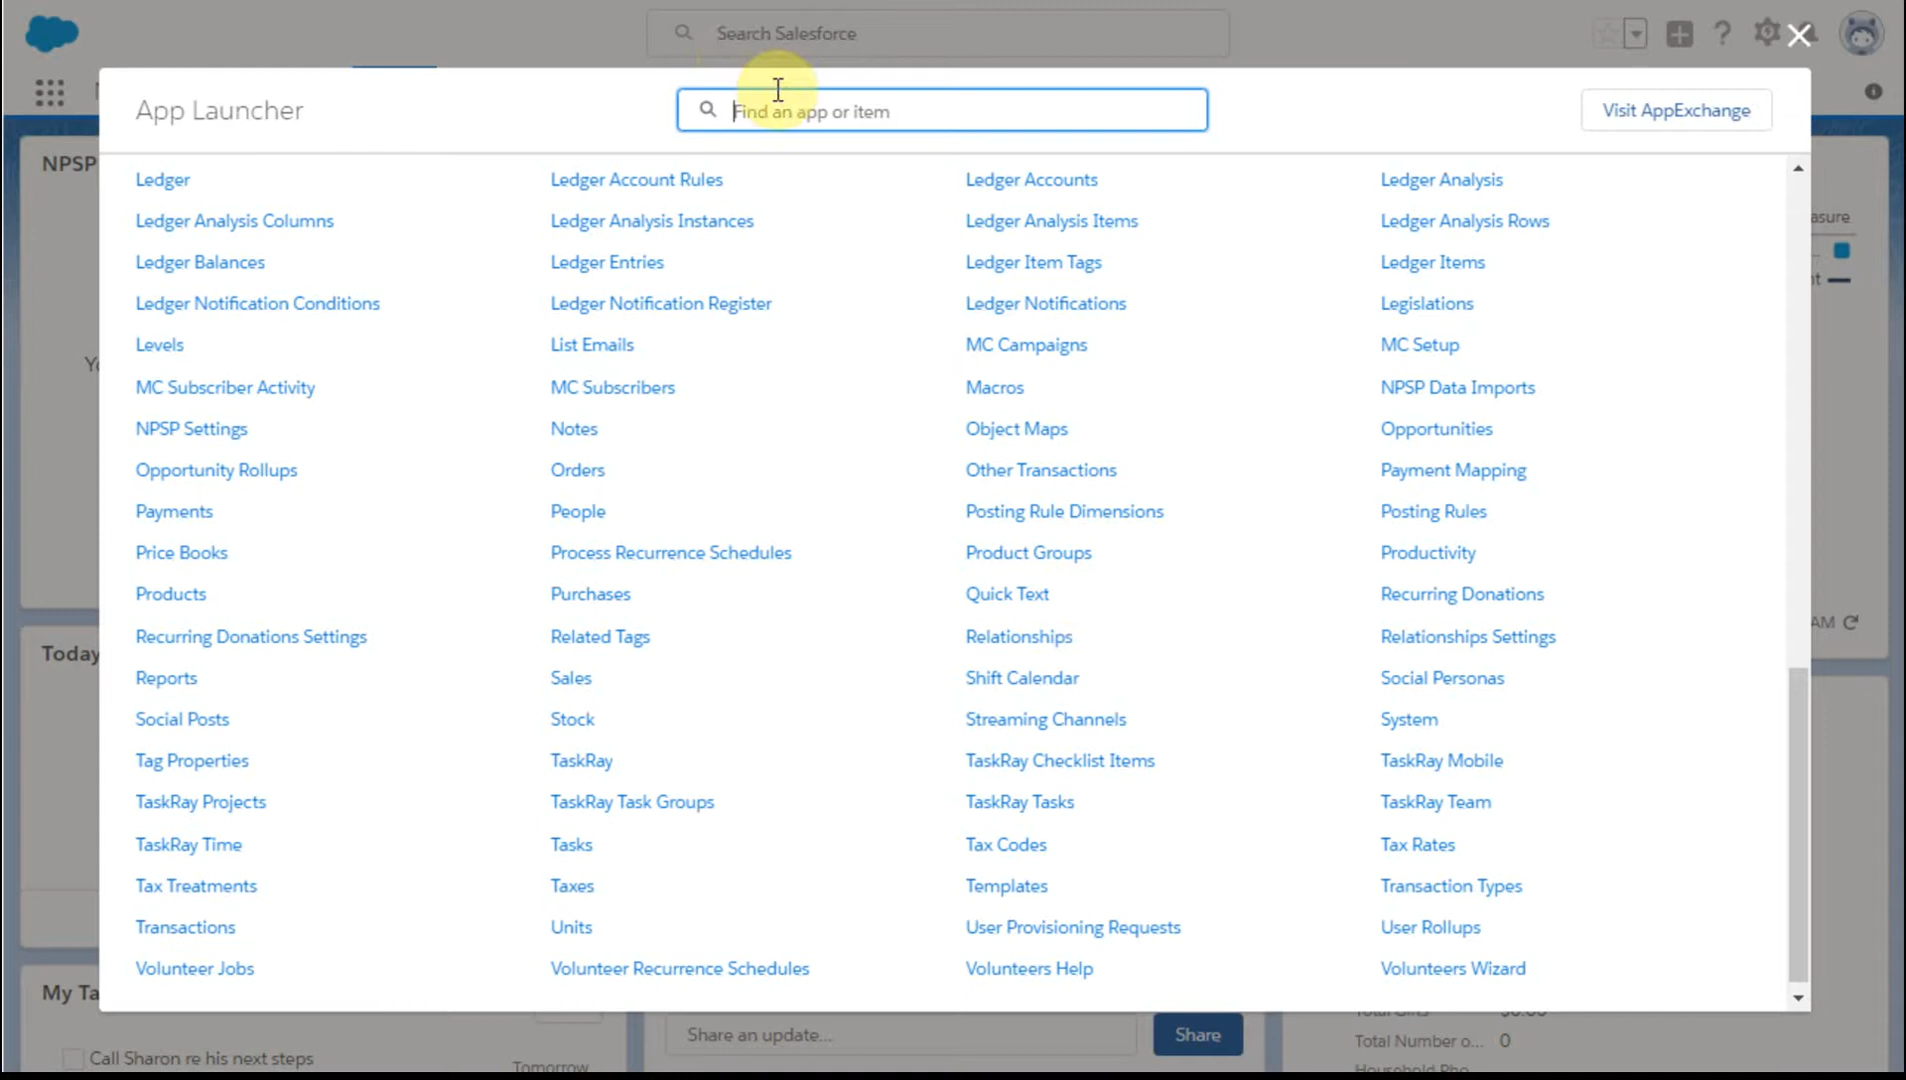 Search Salesforce
App Launcher
Find an app or item
Visit AppExchange
NPSP
Ledger Ledger Account Rules Ledger Accounts Ledger Analysis
Ledger Analysis Columns Ledger Analysis Instances Ledger Analysis Items Ledger Analysis Rows
Ledger Balances Ledger Entries Ledger Item Tags Ledger Items
Ledger Notification Conditions Ledger Notification Register Ledger Notifications Legislations
Levels List Emails MC Campaigns MC Setup
MC Subscriber Activity MC Subscribers Macros NPSP Data Imports
NPSP Settings Notes Object Maps Opportunities
Opportunity Rollups Orders Other Transactions Payment Mapping
Payments People Posting Rule Dimensions Posting Rules
Price Books Process Recurrence Schedules Product Groups Productivity
Products Purchases Quick Text Recurring Donations
Recurring Donations Settings Related Tags Relationships Relationships Settings
AM
Today
Reports Sales Shift Calendar Social Personas
Social Posts Stock Streaming Channels System
Tag Properties TaskRay TaskRay Checklist Items TaskRay Mobile
TaskRay Projects TaskRay Task Groups TaskRay Tasks TaskRay Team
TaskRay Time Tasks Tax Codes Tax Rates
Tax Treatments Taxes Templates Transaction Types
Transactions Units User Provisioning Requests User Rollups
Volunteer Jobs Volunteer Recurrence Schedules Volunteers Help Volunteers Wizard
My Ta
Share an update...
Share
Total Number o... 0
Call Sharon re his next steps
Tomorrow